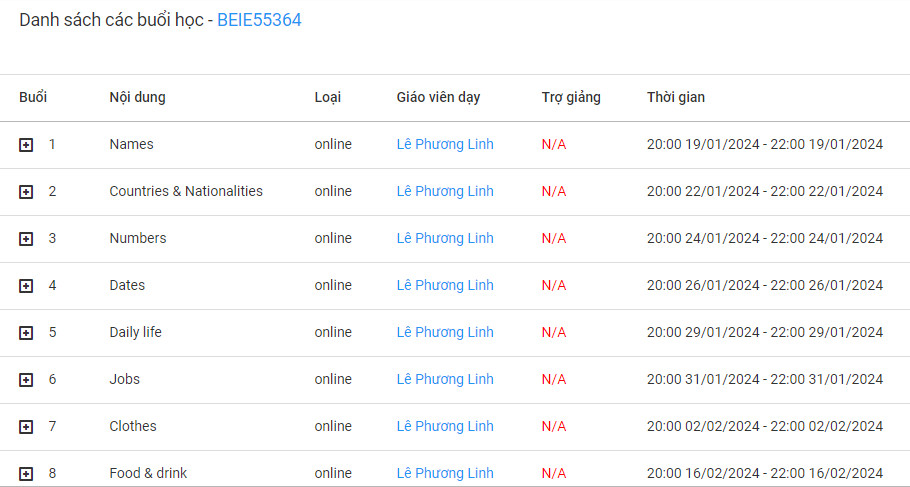 Danh sách các buổi học - BEIE55364
Buổi Nội dung Loại Giáo viên dạy Trợ giảng Thời gian
1 Names online Lê Phương Linh N/A 20:00 19/01/2024 - 22:00 19/01/2024
2 Countries & Nationalities online Lê Phương Linh N/A 20:00 22/01/2024 - 22:00 22/01/2024
3 Numbers online Lê Phương Linh N/A 20:00 24/01/2024 - 22:00 24/01/2024
4 Dates online Lê Phương Linh N/A 20:00 26/01/2024 - 22:00 26/01/2024
5 Daily life online Lê Phương Linh N/A 20:00 29/01/2024 - 22:00 29/01/2024
6 Jobs online Lê Phương Linh N/A 20:00 31/01/2024 - 22:00 31/01/2024
7 Clothes online Lê Phương Linh N/A 20:00 02/02/2024 - 22:00 02/02/2024
8 Food & drink online Lê Phương Linh N/A 20:00 16/02/2024 - 22:00 16/02/2024